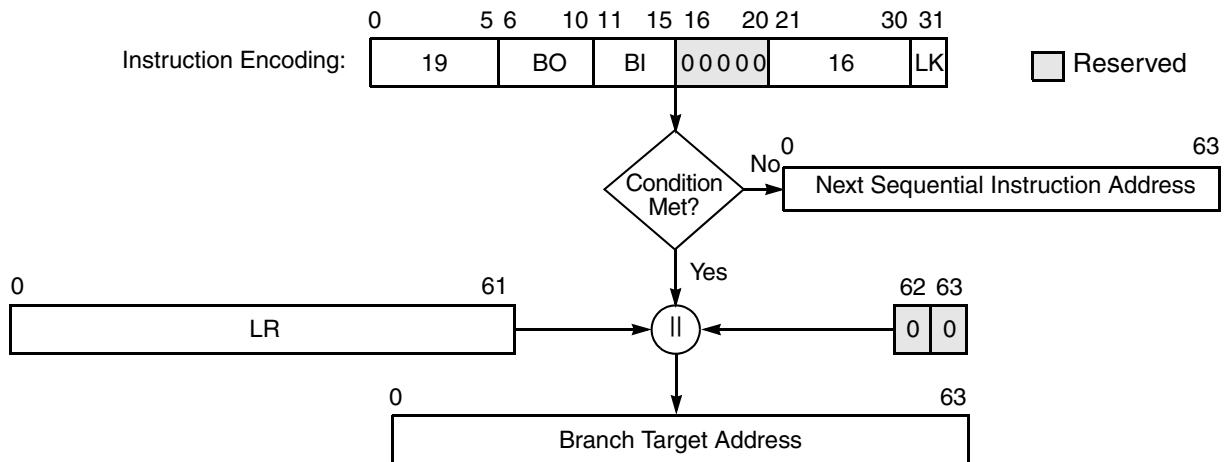 0 5 6 10 11 15 16 20 21 30 31
Instruction Encoding: 19 BO BI 0 0 0 0 0 16 LK Reserved
0 63
No
Condition Met?
Next Sequential Instruction Address
Yes
0 61 62 63
LR || 0 0
0 63
Branch Target Address